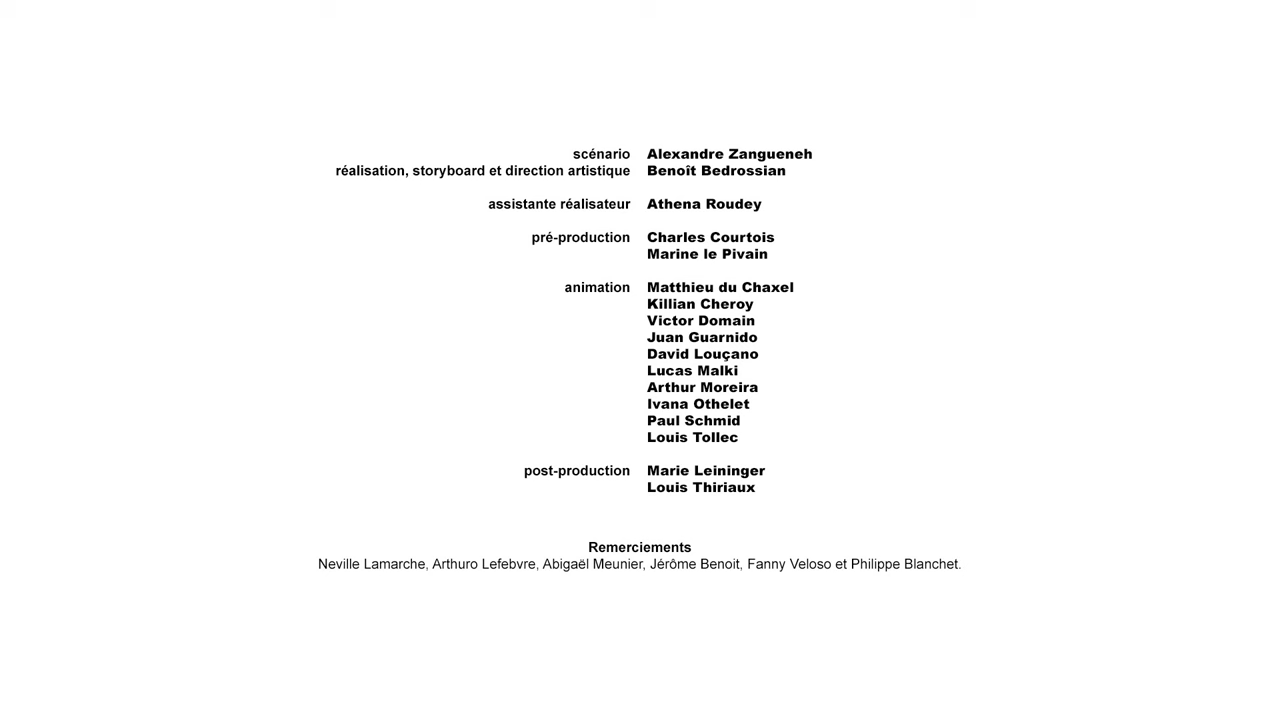 scénario Alexandre Zangueneh
réalisation, storyboard et direction artistique Benoît Bedrossian
assistante réalisateur Athena Roudey
pré-production Charles Courtois
Marine le Pivain
animation Matthieu du Chaxel
Killian Cheroy
Victor Domain
Juan Guarnido
David Louçano
Lucas Malki
Arthur Moreira
Ivana Othelet
Paul Schmid
Louis Tollec
post-production Marie Leininger
Louis Thiriaux
Remerciements
Neville Lamarche, Arthuro Lefebvre, Abigaël Meunier, Jérôme Benoit, Fanny Veloso et Philippe Blanchet.